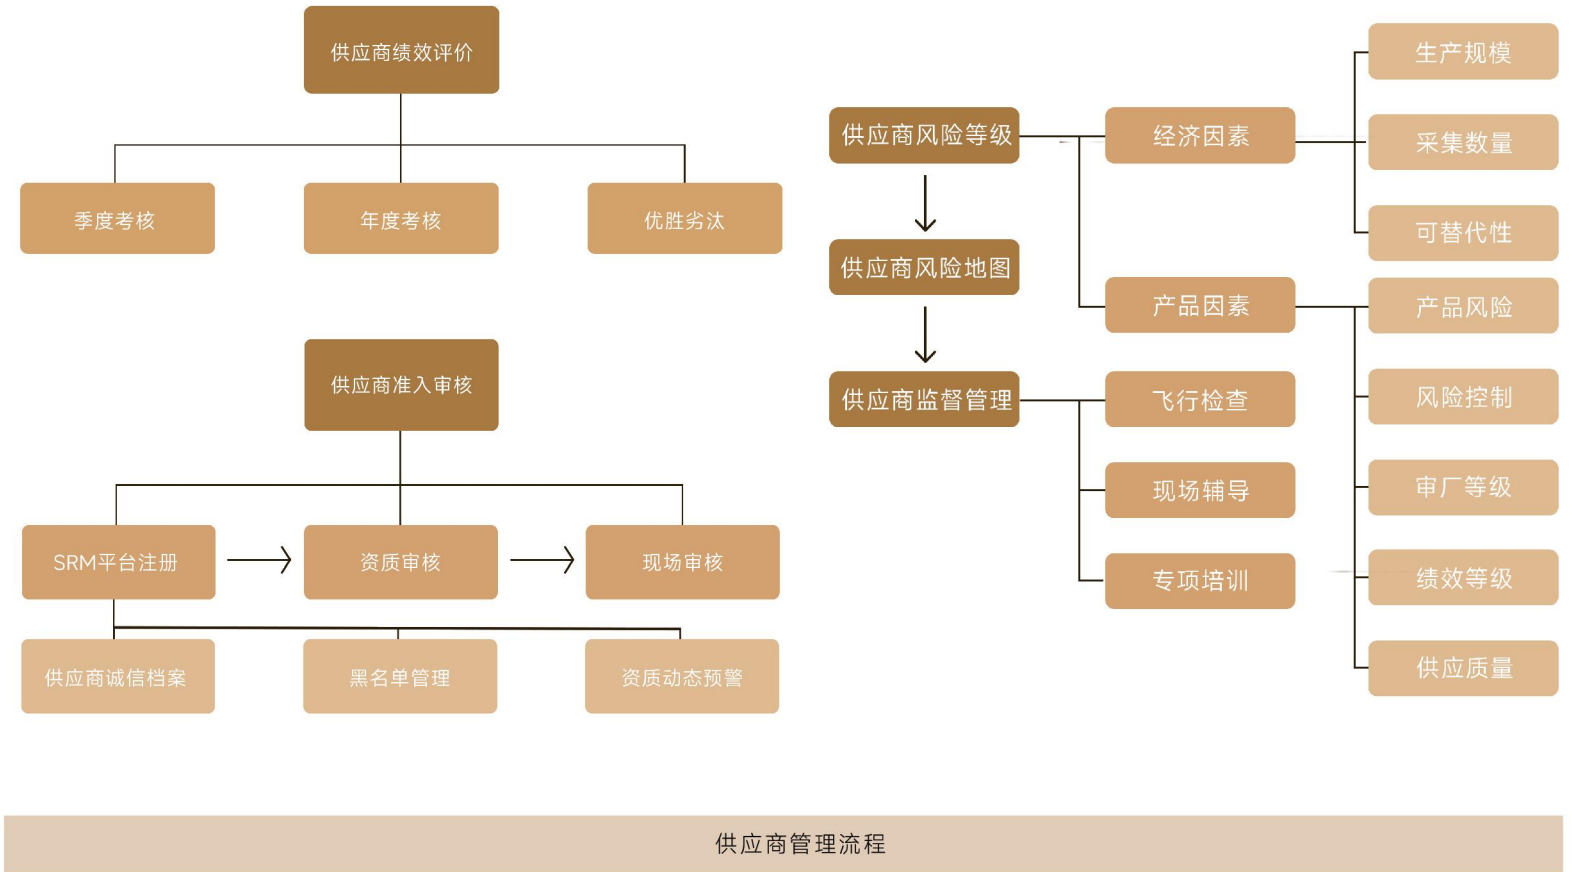 供应商绩效评价
季度考核
年度考核
优胜劣汰
供应商准入审核
SRM平台注册
资质审核
现场审核
供应商诚信档案
黑名单管理
资质动态预警
供应商风险等级
经济因素
生产规模
采集数量
可替代性
供应商风险地图
产品因素
产品风险
风险控制
审厂等级
绩效等级
供应质量
供应商监督管理
飞行检查
现场辅导
专项培训
供应商管理流程